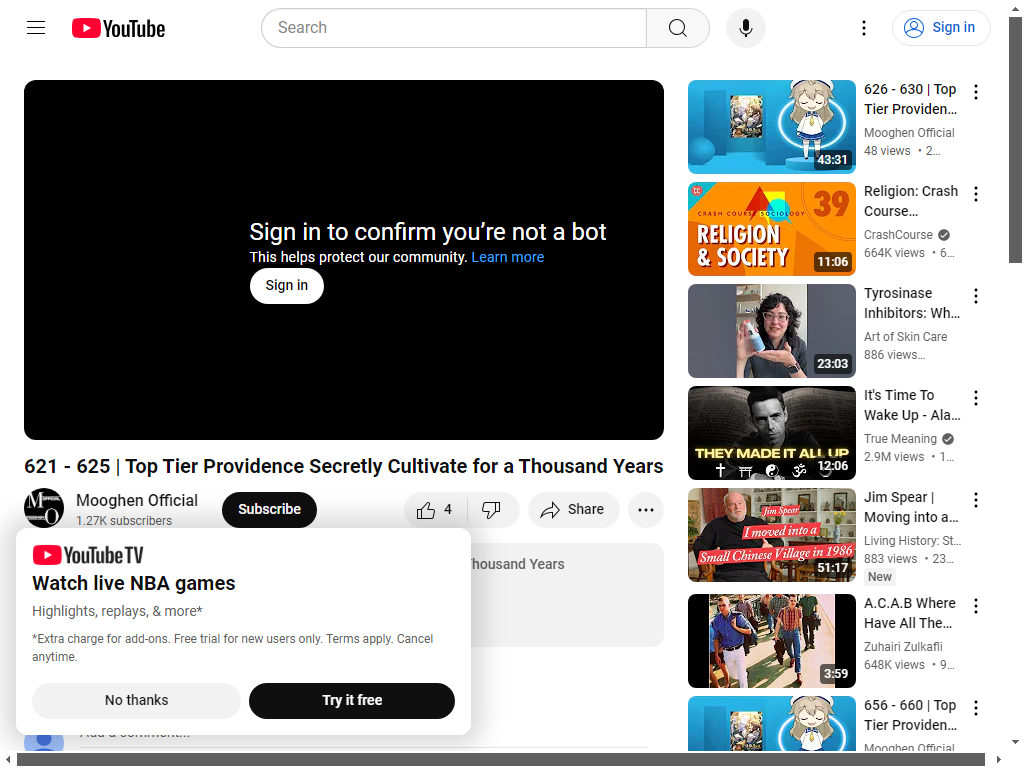 YouTube
Search
Sign in
Sign in to confirm you’re not a bot
This helps protect our community. Learn more
Sign in
621 - 625 | Top Tier Providence Secretly Cultivate for a Thousand Years
Mooghen Official
1.27K subscribers
Subscribe
4
Share
housand Years
YouTube TV
Watch live NBA games
Highlights, replays, & more*
*Extra charge for add-ons. Free trial for new users only. Terms apply. Cancel
anytime.
No thanks
Try it free
Add a comment...
43:31
626 - 630 | Top
Tier Providen...
Mooghen Official
48 views • 2...
CRASH COURSE SOCIOLOGY
39
RELIGION
& SOCIETY
11:06
Religion: Crash
Course...
CrashCourse
664K views • 6...
23:03
Tyrosinase
Inhibitors: Wh...
Art of Skin Care
886 views...
THEY MADE IT ALL UP
12:06
It's Time To
Wake Up - Ala...
True Meaning
2.9M views • 1...
Jim Spear
I moved into a
Small Chinese Village in 1986
51:17
Jim Spear |
Moving into a...
Living History: St...
883 views • 23...
New
3:59
A.C.A.B Where
Have All The...
Zuhairi Zulkafli
648K views • 9...
656 - 660 | Top
Tier Providen...
Mooghen Official